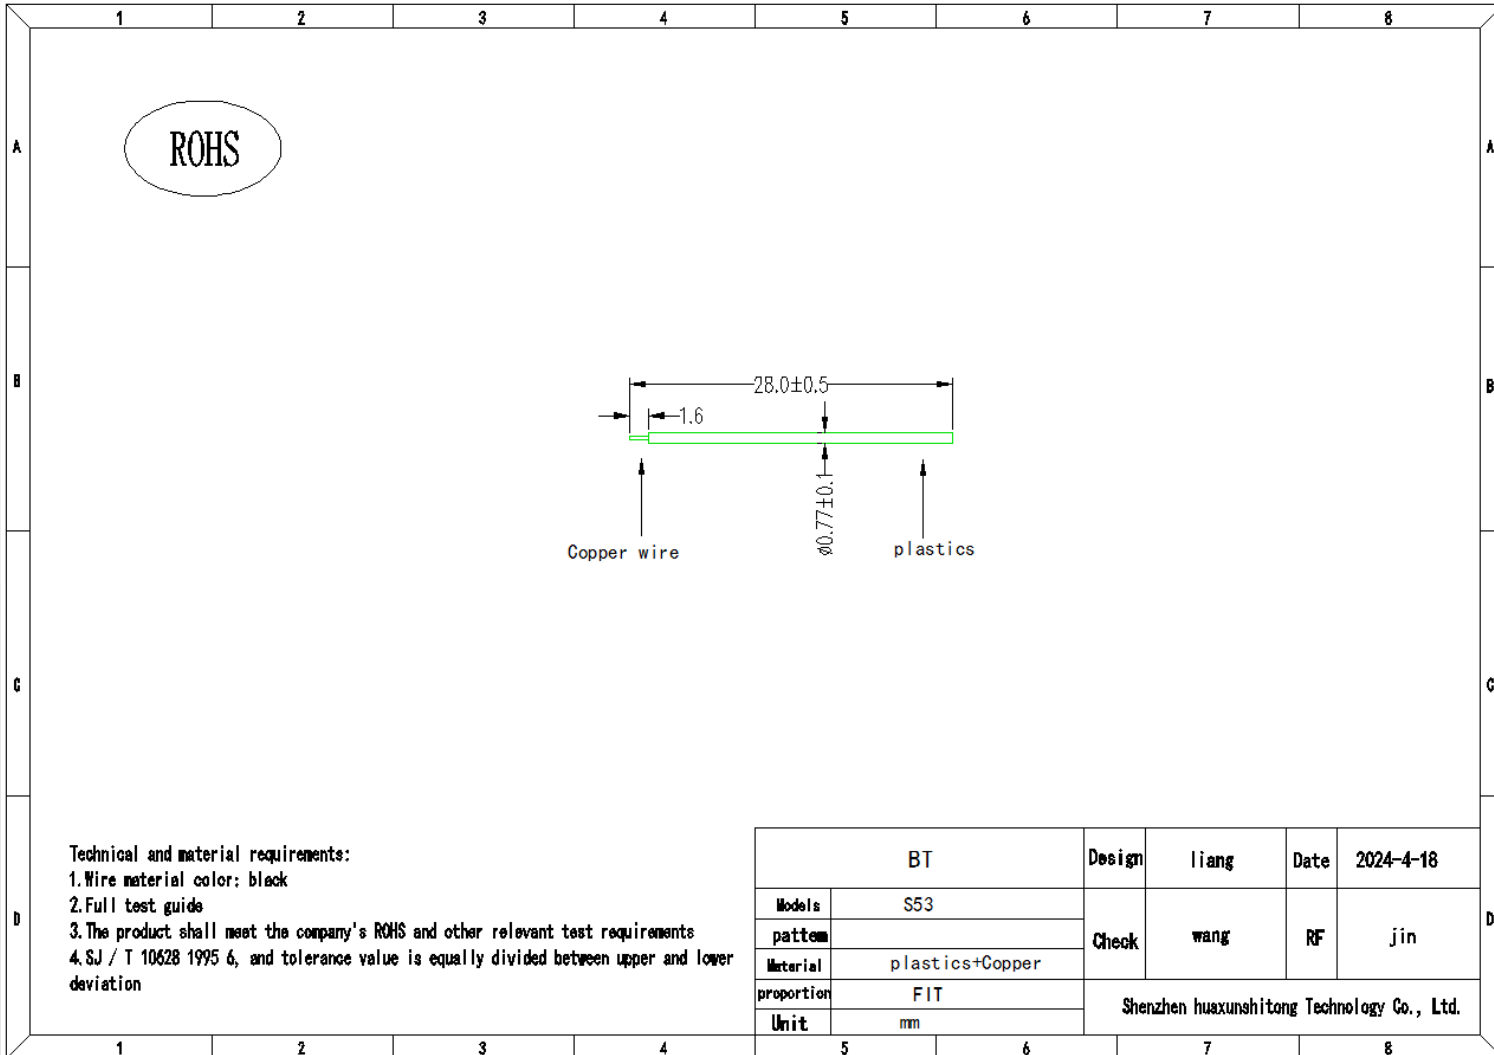 1 2 3 4 5 6 7 8
A A
ROHS
B B
28.0±0.5
1.6
ø0.77±0.1
Copper wire
plastics
C C
Technical and material requirements:
1.Wire material color: black
2.Full test guide
3.The product shall meet the company's ROHS and other relevant test requirements
4.SJ / T 10628 1995 6, and tolerance value is equally divided between upper and lower
deviation
D D
BT Design liang Date 2024-4-18
Models S53
pattem Check wang RF jin
Material plastics+Copper
proportion FIT
Shenzhen huaxunshitong Technology Co., Ltd.
Unit mm
1 2 3 4 5 6 7 8